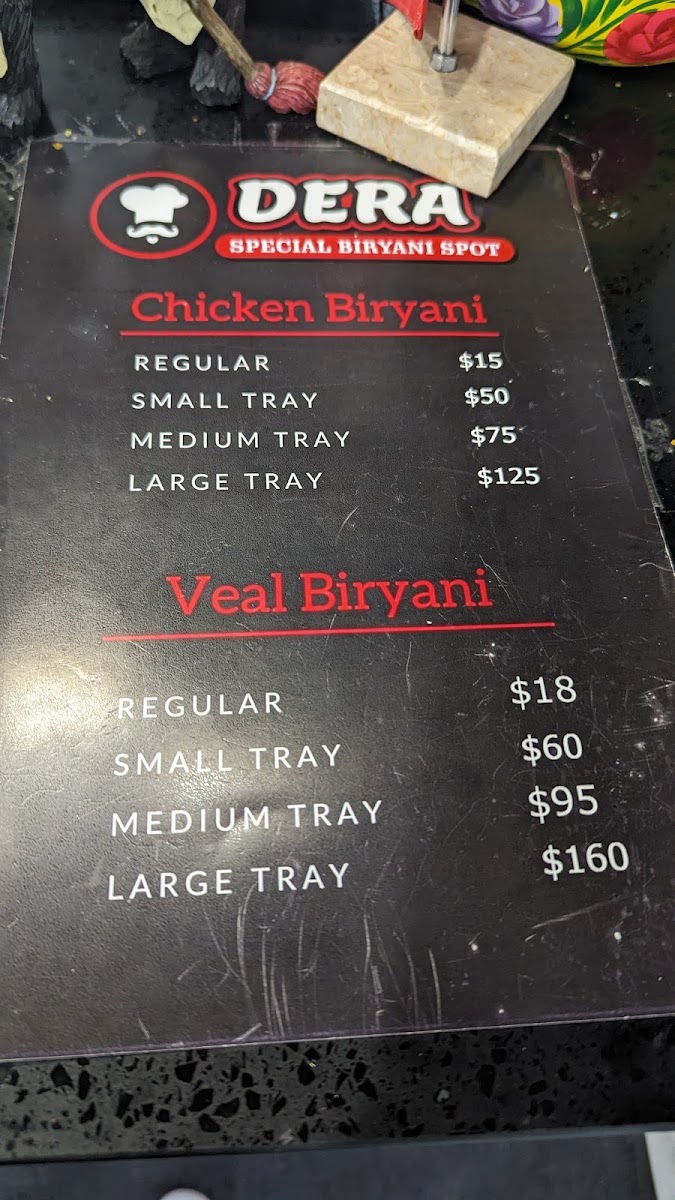 DERA
SPECIAL BIRYANI SPOT
Chicken Biryani
REGULAR $15
SMALL TRAY $50
MEDIUM TRAY $75
LARGE TRAY $125
Veal Biryani
REGULAR $18
SMALL TRAY $60
MEDIUM TRAY $95
LARGE TRAY $160